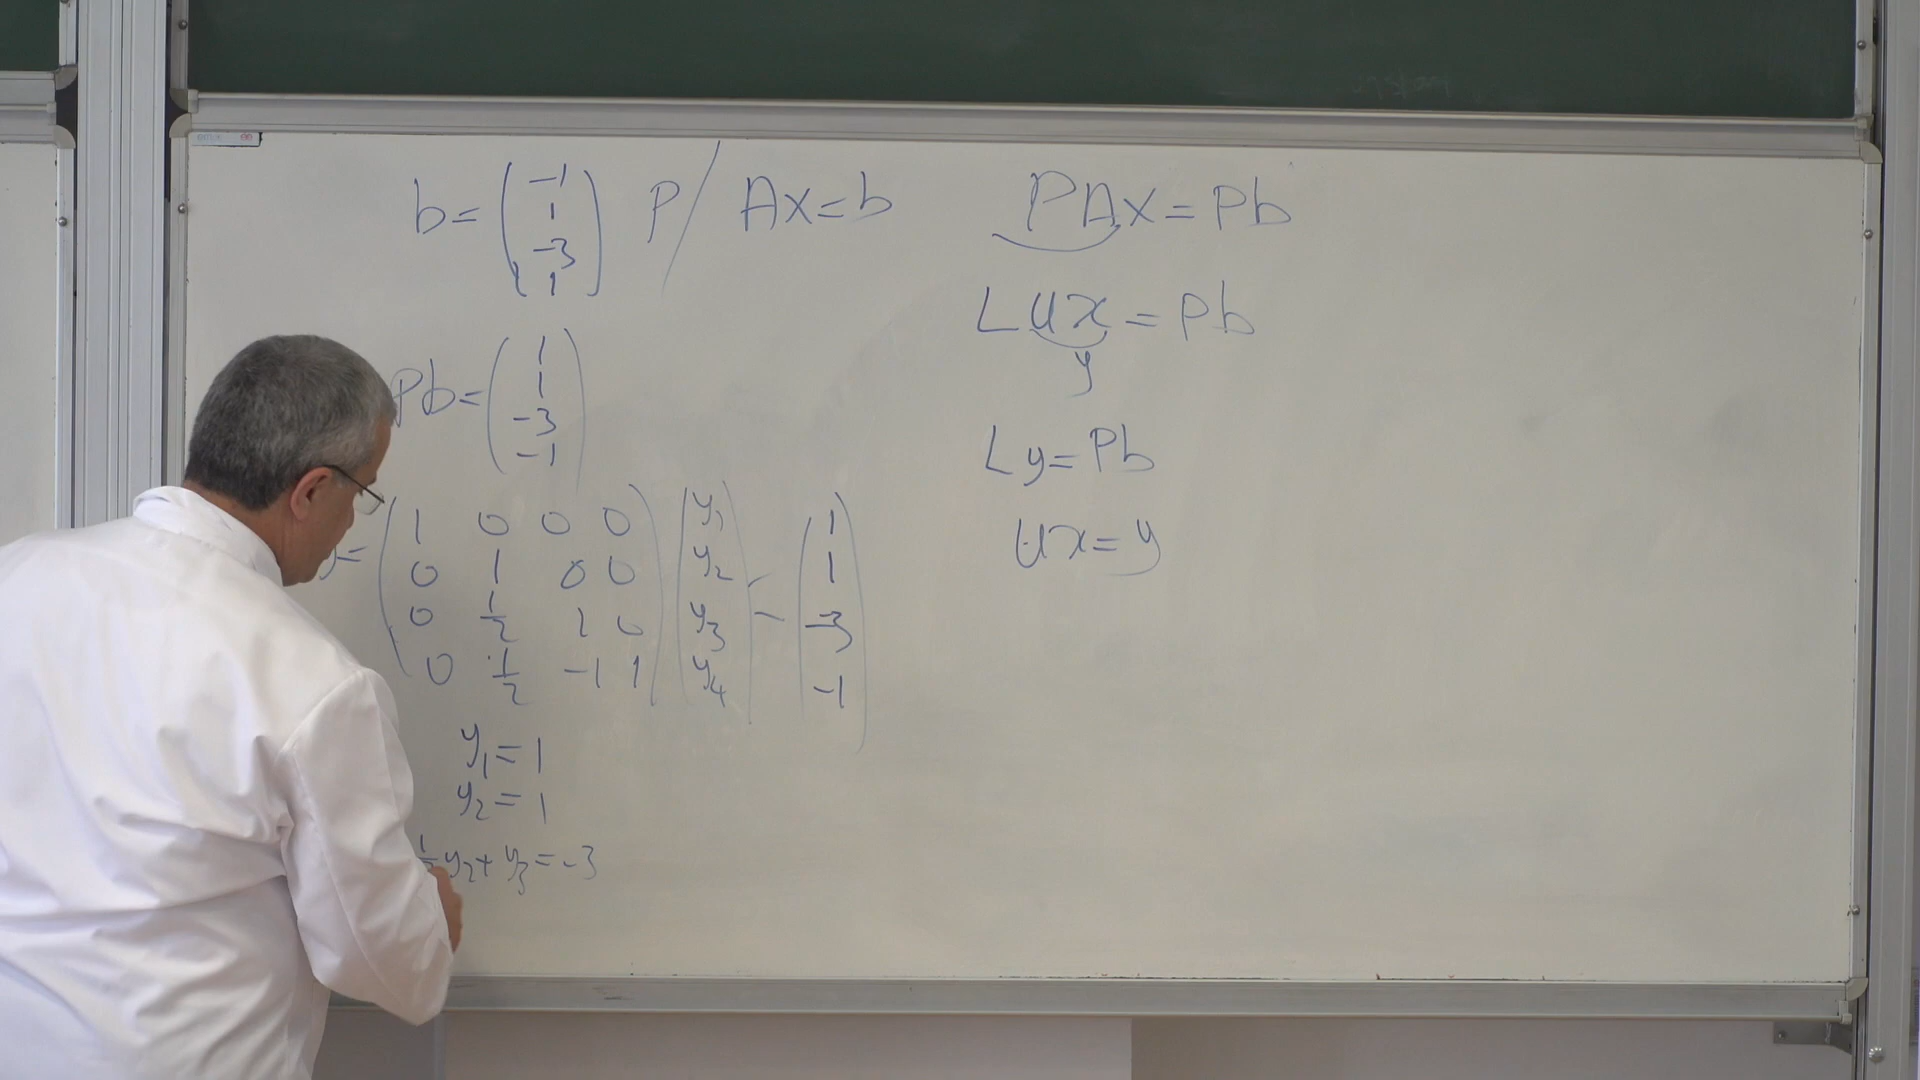 b = (-1 1 -3 1) P / Ax = b
PAx = Pb
LUx = Pb
y
Pb = (1 1 -3 -1)
Ly = Pb
Ux = y
y = (1 0 0 0) (y1) = (1)
(0 1 0 0) (y2) (1)
(0 1/2 1 0) (y3) (-3)
(0 1/2 -1 1) (y4) (-1)
y1 = 1
y2 = 1
1/2 y2 + y3 = -3